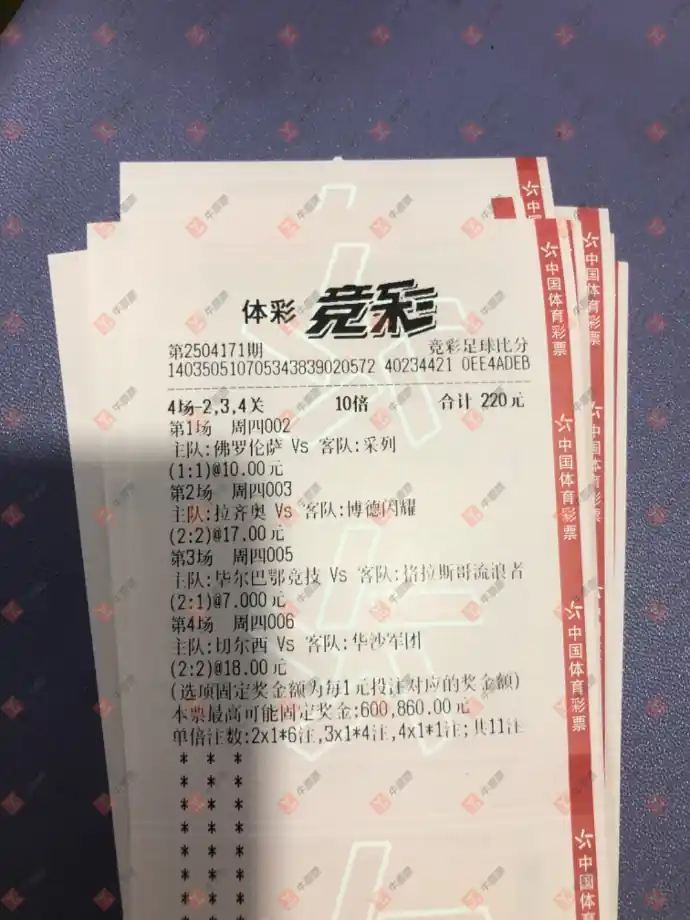 体彩 竞彩
第2504171期 竞彩足球比分
140350510705343839020572 40234421 0EE4ADEB
4场-2,3,4关 10倍 合计 220元
第1场 周四002
主队:佛罗伦萨 Vs 客队:采列
(1:1)@10.00元
第2场 周四003
主队:拉齐奥 Vs 客队:博德闪耀
(2:2)@17.00元
第3场 周四005
主队:毕尔巴鄂竞技 Vs 客队:格拉斯哥流浪者
(2:1)@7.000元
第4场 周四006
主队:切尔西 Vs 客队:华沙军团
(2:2)@18.00元
(选项固定奖金额为每1元投注对应的奖金额)
本票最高可能固定奖金:600,860.00元
单倍注数:2x1*6注,3x1*4注,4x1*1注;共11注
* * *
* * *
* * *
* * *
* * *
* * *
* * *
* * *
中国体育彩票
中国体育彩票
中国体育彩票
中国体育